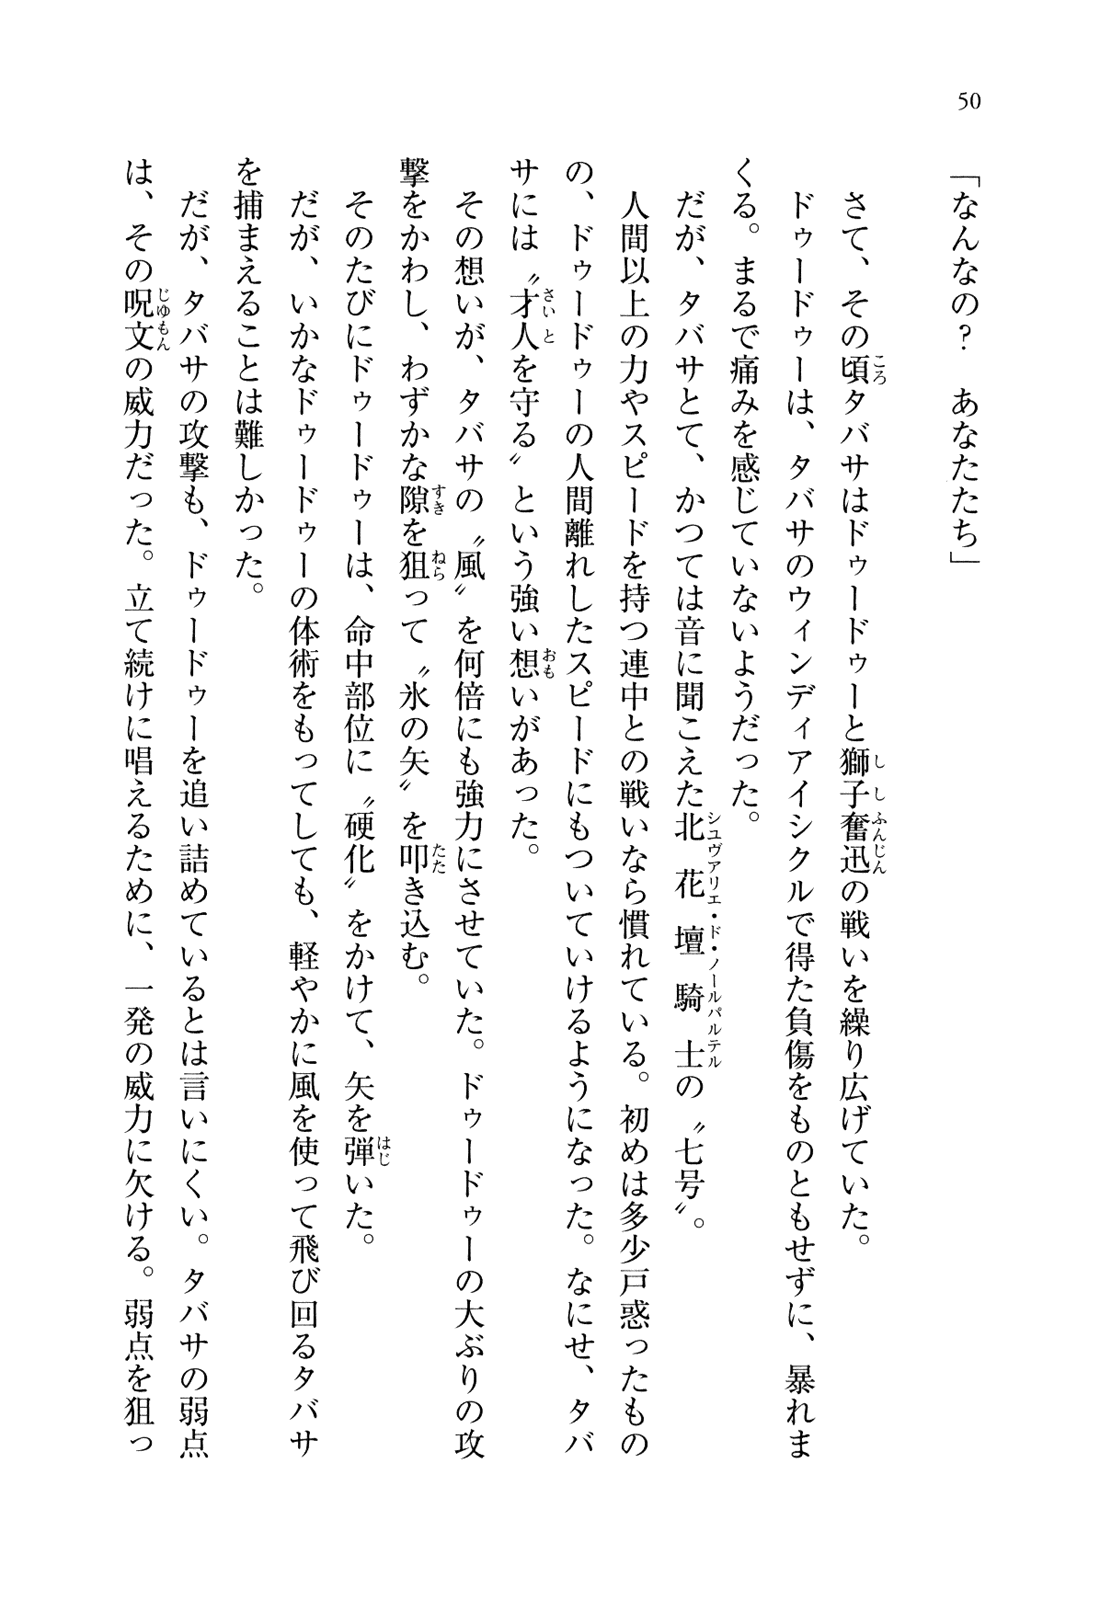 50
「なんなの？　あなたたち」
　さて、その頃タバサはドゥードゥーと獅子奮迅の戦いを繰り広げていた。
　ドゥードゥーは、タバサのウィンディアイシクルで得た負傷をものともせずに、暴れま
くる。まるで痛みを感じていないようだった。
　だが、タバサとて、かつては音に聞こえた北花壇騎士の〝七号〟。
　人間以上の力やスピードを持つ連中との戦いなら慣れている。初めは多少戸惑ったもの
の、ドゥードゥーの人間離れしたスピードにもついていけるようになった。なにせ、タバ
サには〝才人を守る〟という強い想いがあった。
　その想いが、タバサの〝風〟を何倍にも強力にさせていた。ドゥードゥーの大ぶりの攻
撃をかわし、わずかな隙を狙って〝氷の矢〟を叩き込む。
　そのたびにドゥードゥーは、命中部位に〝硬化〟をかけて、矢を弾いた。
　だが、いかなドゥードゥーの体術をもってしても、軽やかに風を使って飛び回るタバサ
を捕まえることは難しかった。
　だが、タバサの攻撃も、ドゥードゥーを追い詰めているとは言いにくい。タバサの弱点
は、その呪文の威力だった。立て続けに唱えるために、一発の威力に欠ける。弱点を狙っ